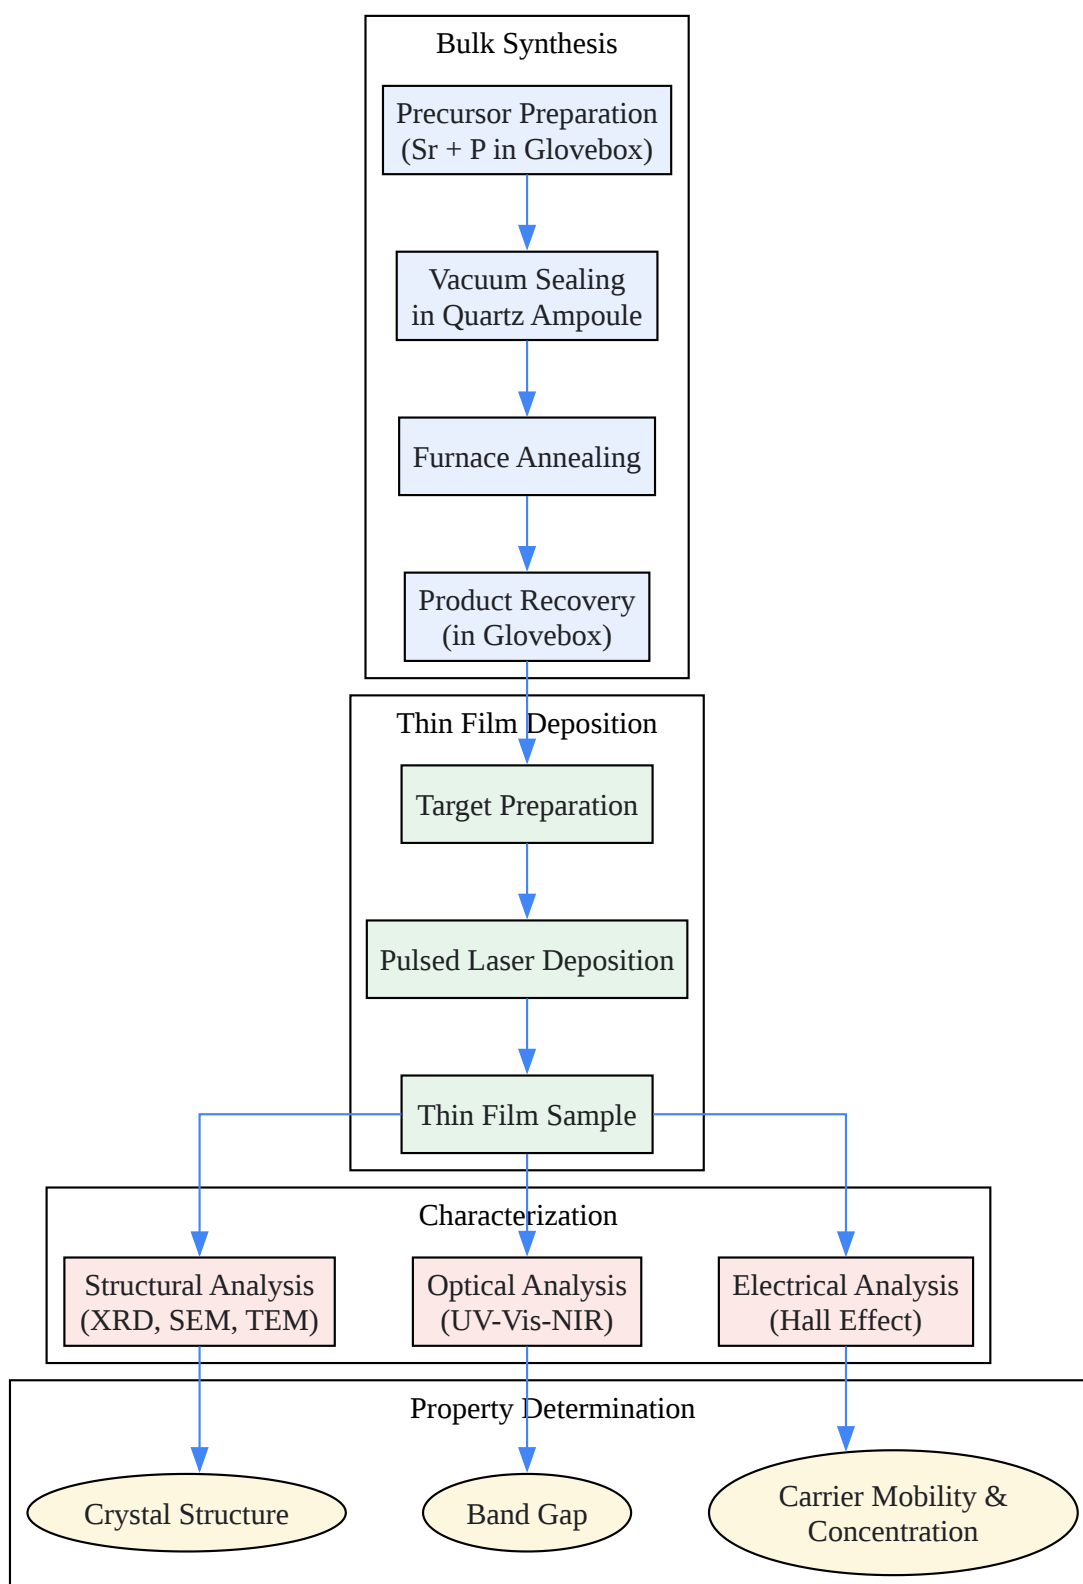 Bulk Synthesis
Precursor Preparation
(Sr + P in Glovebox)
Vacuum Sealing
in Quartz Ampoule
Furnace Annealing
Product Recovery
(in Glovebox)
Thin Film Deposition
Target Preparation
Pulsed Laser Deposition
Thin Film Sample
Characterization
Structural Analysis
(XRD, SEM, TEM)
Optical Analysis
(UV-Vis-NIR)
Electrical Analysis
(Hall Effect)
Property Determination
Crystal Structure
Band Gap
Carrier Mobility &
Concentration